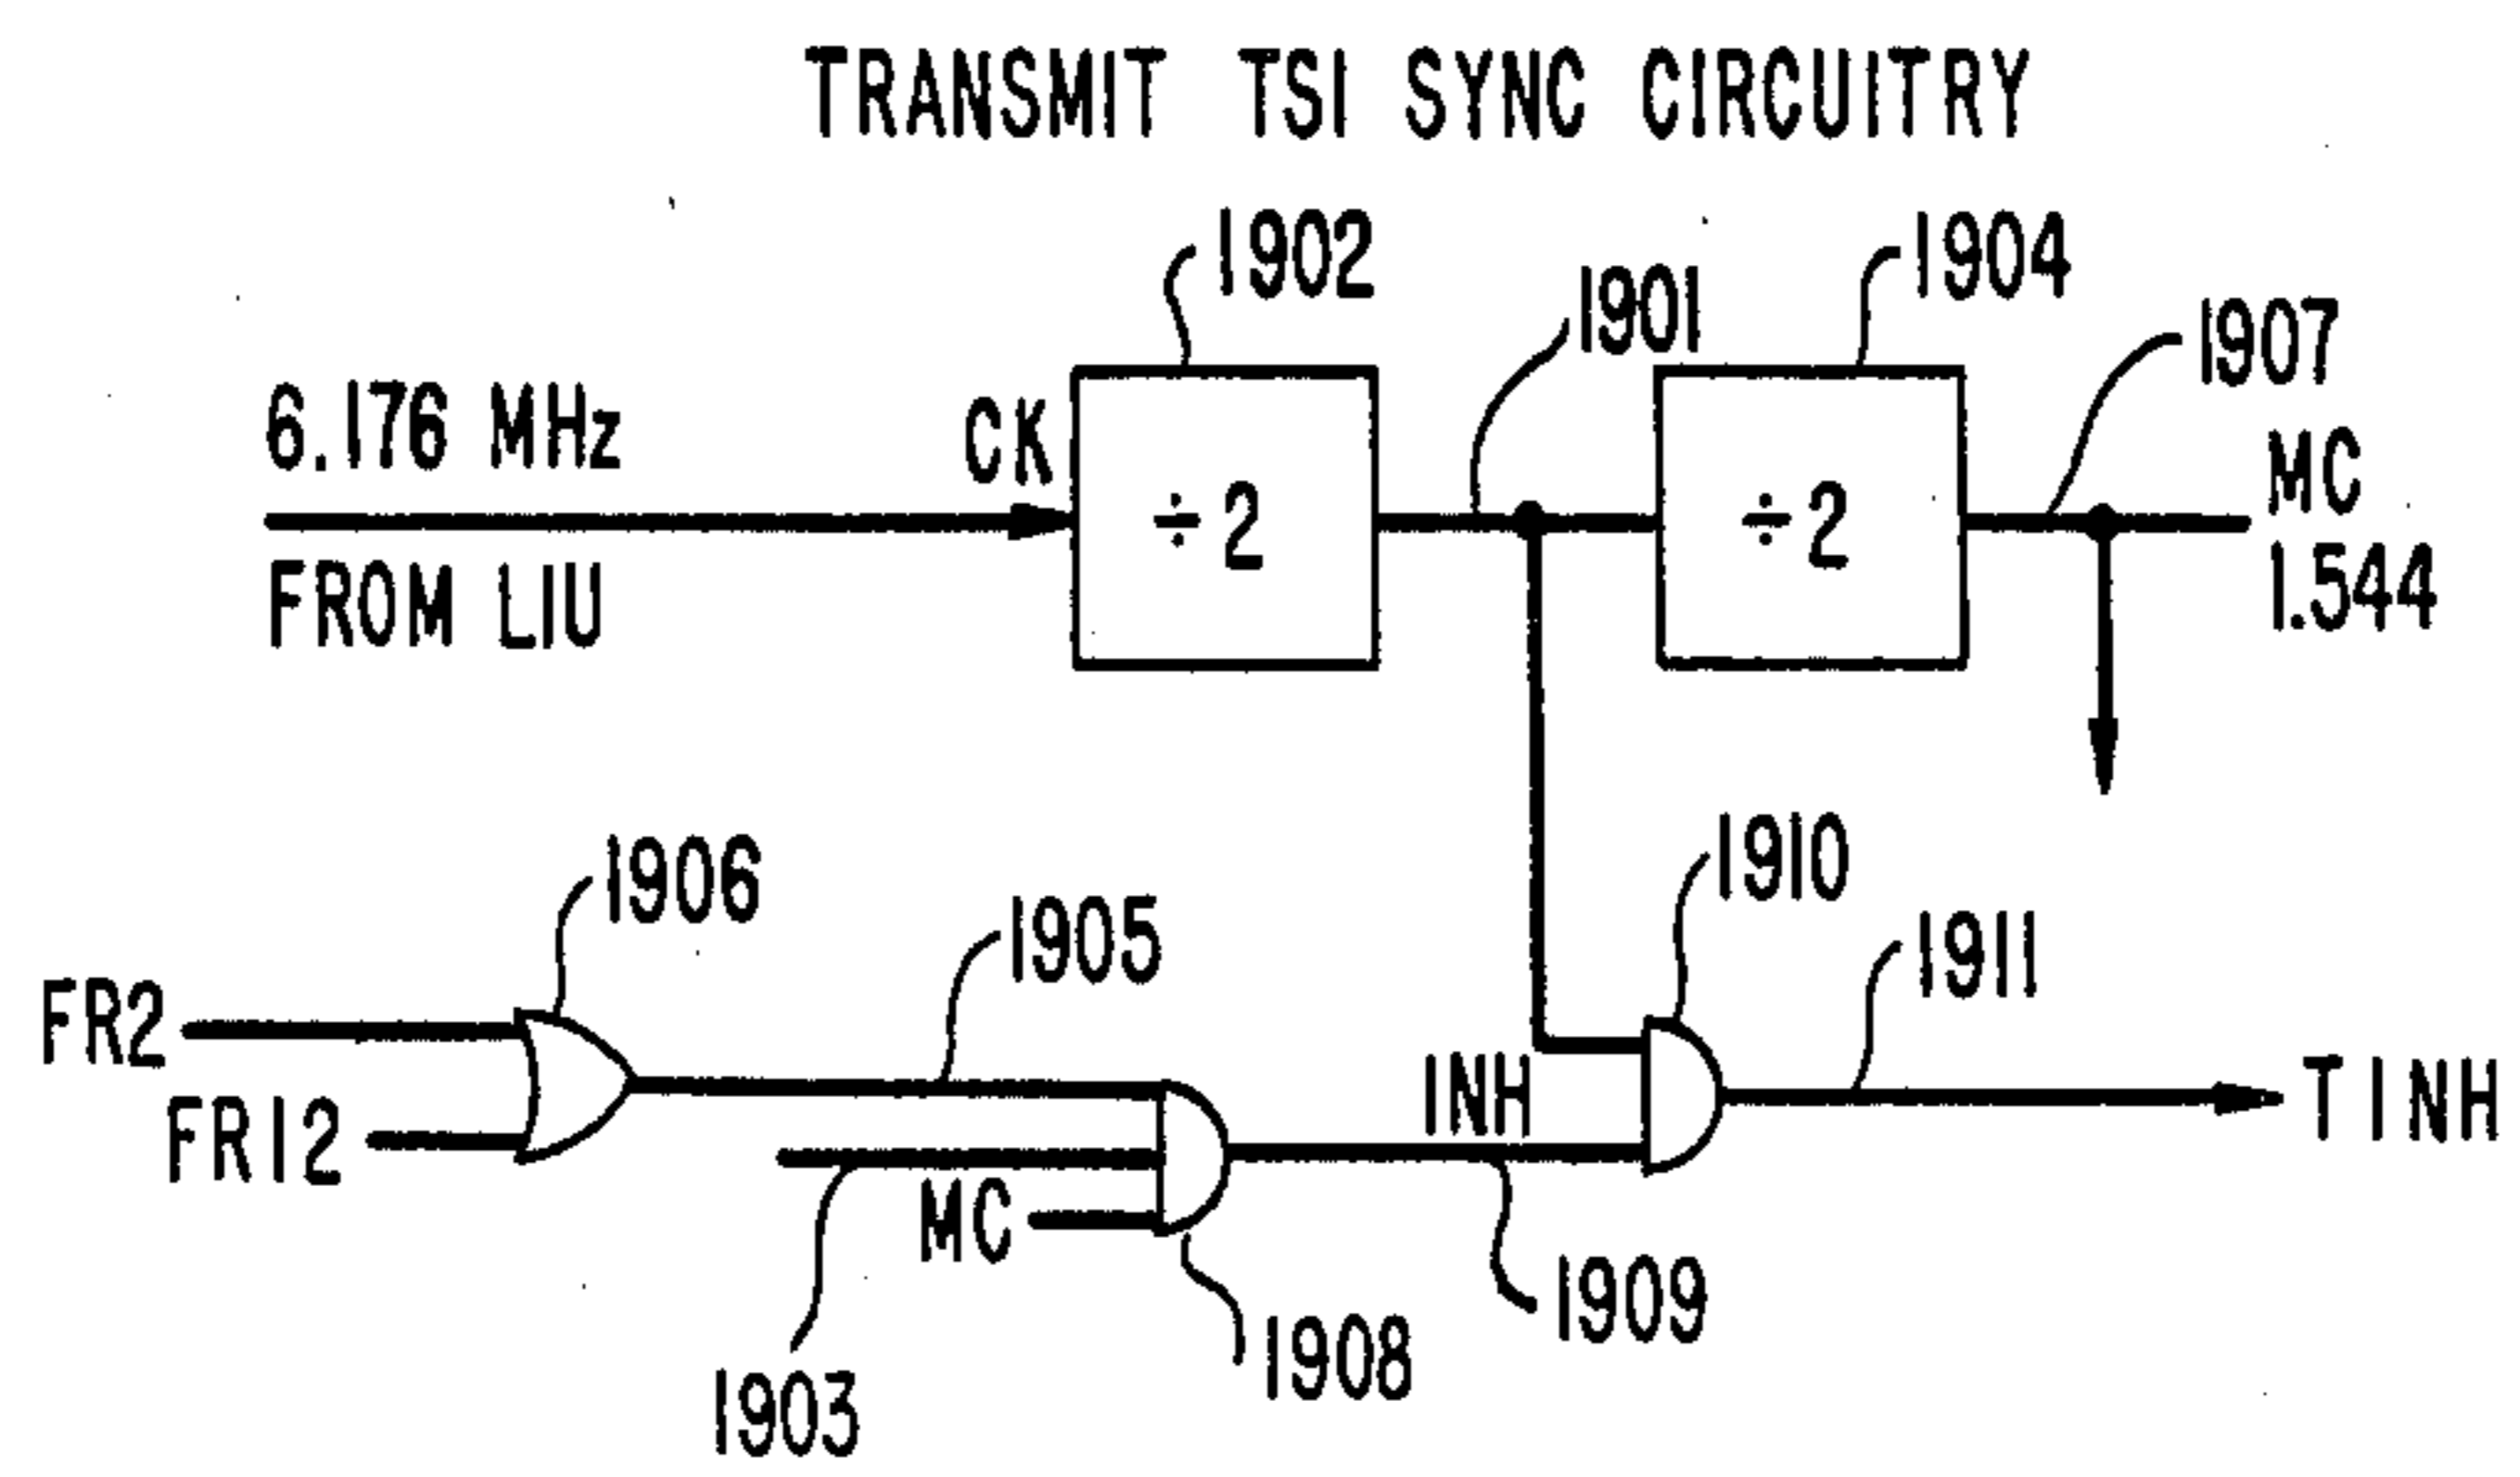 TRANSMIT TSI SYNC CIRCUITRY
1902
1904
1901
1907
6.176 MHz
CK
MC
÷2
÷2
FROM LIU
1.544
1906
1910
1905
1911
FR2
INH
TINH
FR12
MC
1909
1908
1903